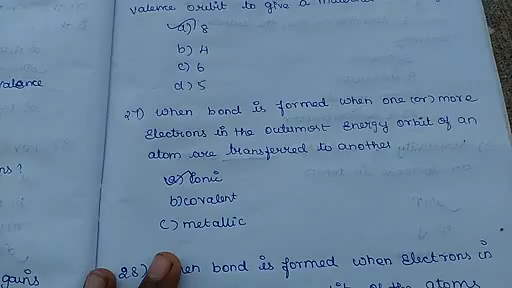 valence orbit to give a
a) 8
b) 4
c) 6
d) 5
valence
27) when bond is formed when one (or) more
electrons in the outermost energy orbit of an
atom are transferred to another
a) Ionic
b) covalent
c) metallic
28) en bond is formed when electrons in
gains
of the atoms